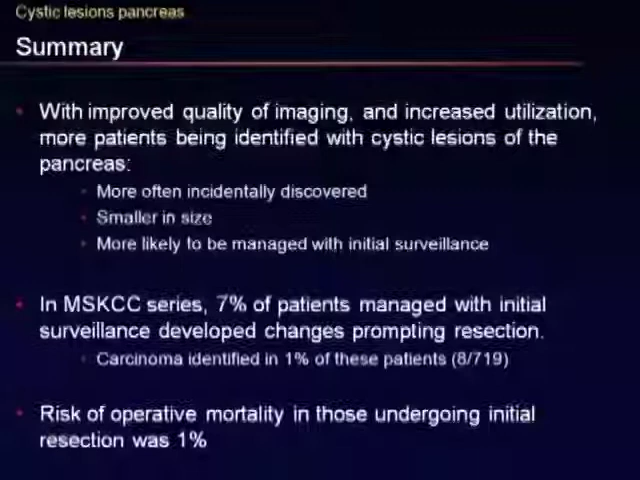 Cystic lesions pancreas
Summary
• With improved quality of imaging, and increased utilization,
more patients being identified with cystic lesions of the
pancreas:
• More often incidentally discovered
• Smaller in size
• More likely to be managed with initial surveillance
• In MSKCC series, 7% of patients managed with initial
surveillance developed changes prompting resection.
• Carcinoma identified in 1% of these patients (8/719)
• Risk of operative mortality in those undergoing initial
resection was 1%